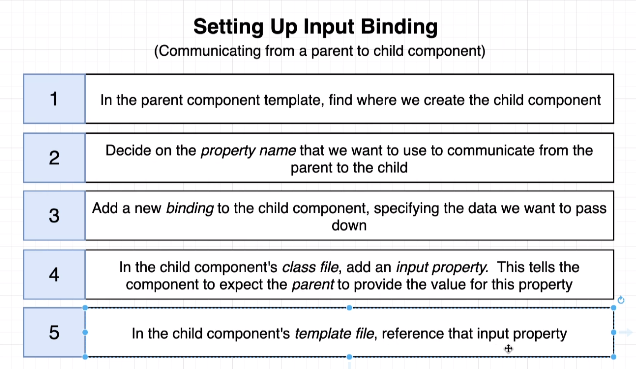 Setting Up Input Binding
(Communicating from a parent to child component)
1
In the parent component template, find where we create the child component
2
Decide on the property name that we want to use to communicate from the
parent to the child
3
Add a new binding to the child component, specifying the data we want to pass
down
4
In the child component's class file, add an input property. This tells the
component to expect the parent to provide the value for this property
5
In the child component's template file, reference that input property